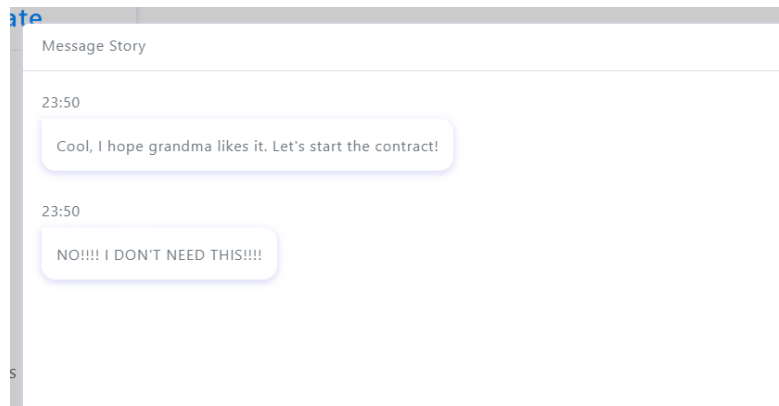 ate
Message Story
23:50
Cool, I hope grandma likes it. Let's start the contract!
23:50
NO!!!! I DON'T NEED THIS!!!!
s